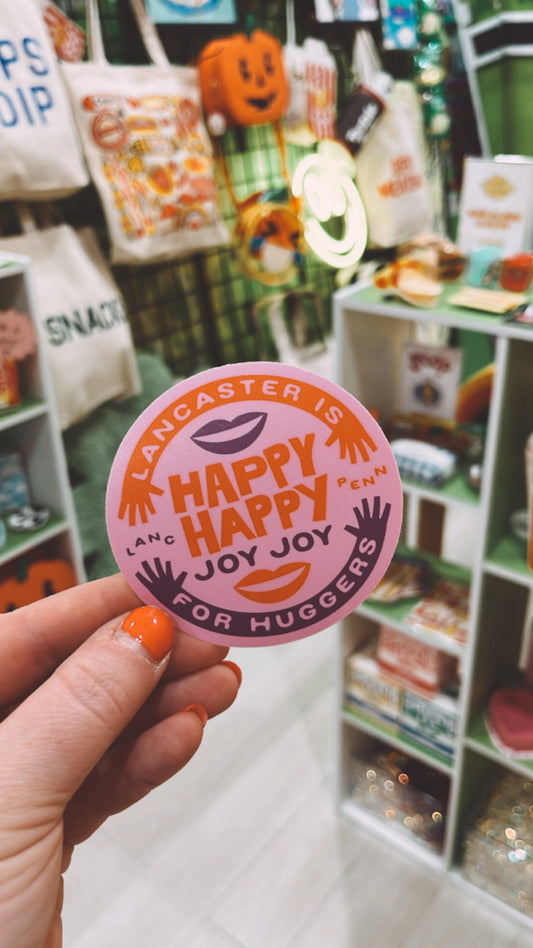 PS
DIP
SNACKS
LANCASTER IS
HAPPY
HAPPY
JOY JOY
LANC
PENN
FOR HUGGERS